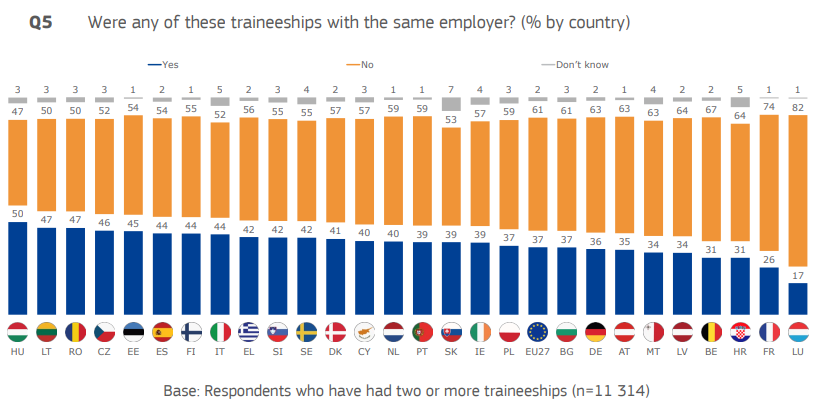 Q5 Were any of these traineeships with the same employer? (% by country)
Yes No Don't know
3 3 3 3 1 2 1 5 2 3 4 2 3 1 1 7 4 3 2 3 2 1 4 2 2 5 1 1
47 50 50 52 54 54 55 52 56 55 55 57 57 59 59 53 57 59 61 61 63 63 63 64 67 64 74 82
50 47 47 46 45 44 44 44 42 42 42 41 40 40 39 39 39 37 37 37 36 35 34 34 31 31 26 17
HU LT RO CZ EE ES FI IT EL SI SE DK CY NL PT SK IE PL EU27 BG DE AT MT LV BE HR FR LU
Base: Respondents who have had two or more traineeships (n=11 314)